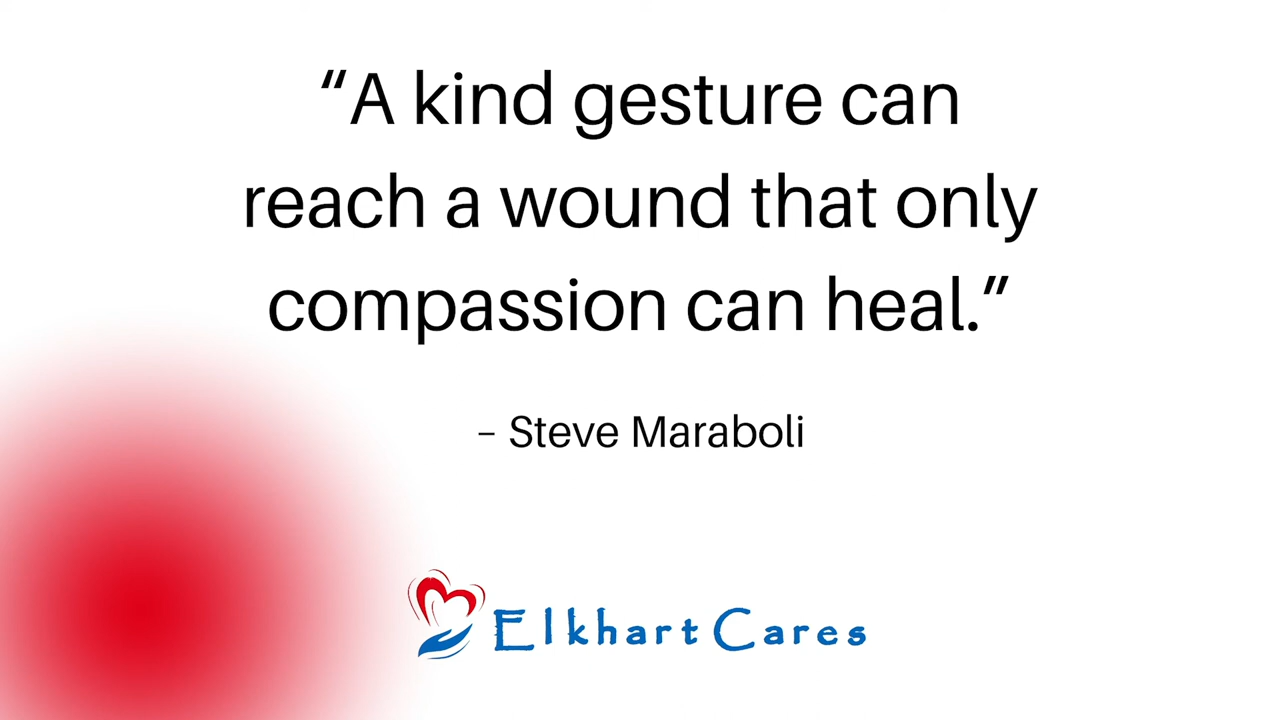 “A kind gesture can
reach a wound that only
compassion can heal.”
– Steve Maraboli
Elkhart Cares